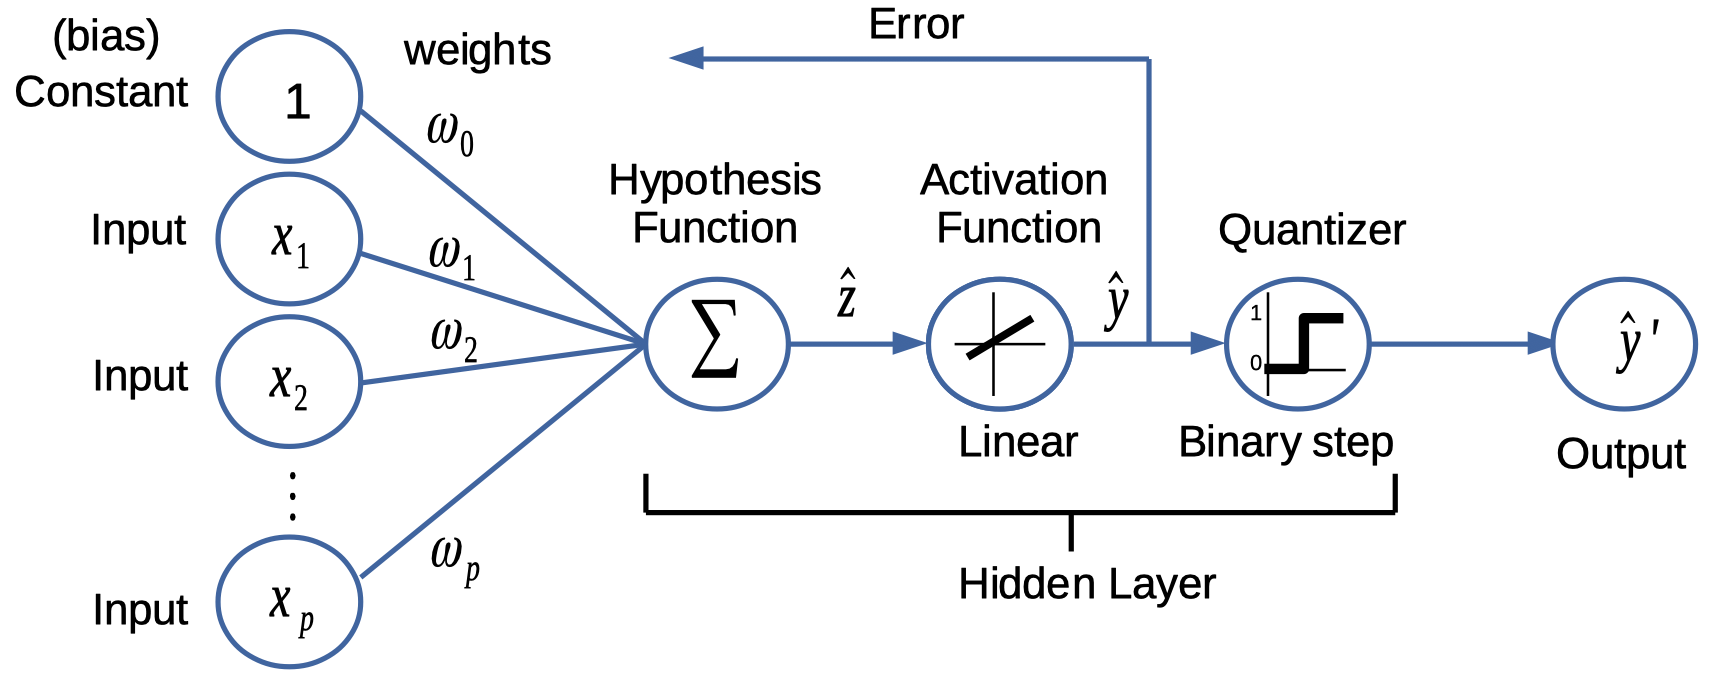 (bias)
Constant
1
weights
Error
ω0
Input
x1
ω1
Hypothesis
Function
Activation
Function
Quantizer
Input
x2
ω2
∑
ẑ
ŷ
1
0
ŷ′
Linear
Binary step
Output
⋮
Input
xp
ωp
Hidden Layer